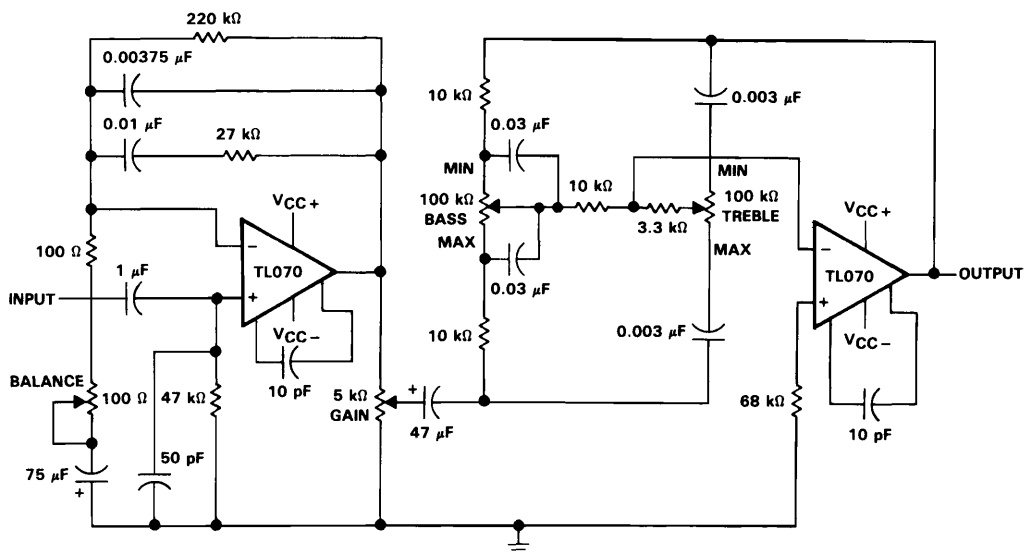 220 kΩ
0.00375 μF
0.01 μF
27 kΩ
100 Ω
VCC+
−
TL070
+
VCC−
1 μF
INPUT
10 pF
BALANCE
100 Ω
47 kΩ
5 kΩ
GAIN
+
47 μF
50 pF
75 μF
+
10 kΩ
0.03 μF
MIN
100 kΩ
BASS
MAX
0.03 μF
10 kΩ
10 kΩ
3.3 kΩ
0.003 μF
MIN
100 kΩ
TREBLE
MAX
0.003 μF
VCC+
−
TL070
+
VCC−
OUTPUT
68 kΩ
10 pF